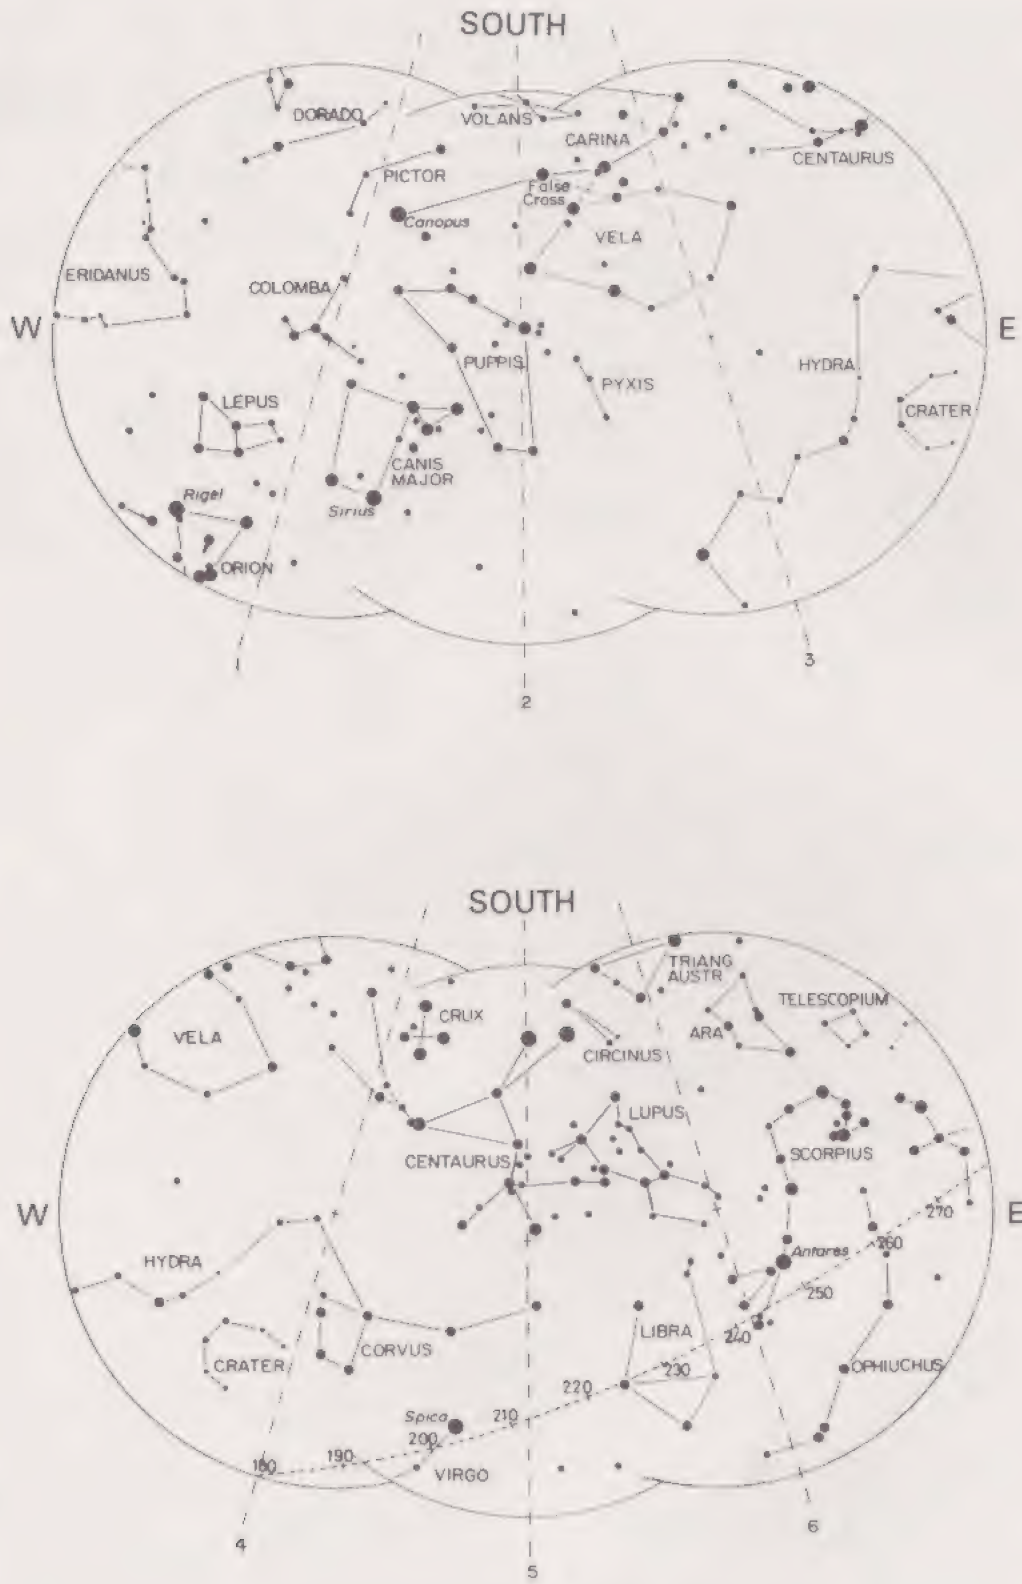 SOUTH
DORADO
VOLANS
CARINA
CENTAURUS
PICTOR
False
Cross
Canopus
VELA
ERIDANUS
COLOMBA
W
E
PUPPIS
PYXIS
HYDRA
LEPUS
CRATER
CANIS
MAJOR
Rigel
Sirius
ORION
1
2
3
SOUTH
TRIANG
AUSTR
TELESCOPIUM
CRUX
VELA
ARA
CIRCINUS
LUPUS
CENTAURUS
SCORPIUS
W
E
270
260
HYDRA
Antares
250
LIBRA
240
CORVUS
CRATER
230
OPHIUCHUS
220
Spica
210
200
190
180
VIRGO
4
5
6